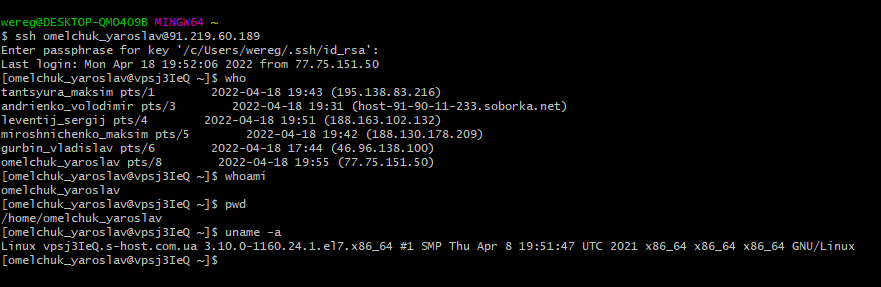 wereg@DESKTOP-QMO409B MINGW64 ~
$ ssh omelchuk_yaroslav@91.219.60.189
Enter passphrase for key '/c/Users/wereg/.ssh/id_rsa':
Last login: Mon Apr 18 19:52:06 2022 from 77.75.151.50
[omelchuk_yaroslav@vpsj3IeQ ~]$ who
tantsyura_maksim pts/1        2022-04-18 19:43 (195.138.83.216)
andrienko_volodimir pts/3        2022-04-18 19:31 (host-91-90-11-233.soborka.net)
leventij_sergij pts/4        2022-04-18 19:51 (188.163.102.132)
miroshnichenko_maksim pts/5        2022-04-18 19:42 (188.130.178.209)
gurbin_vladislav pts/6        2022-04-18 17:44 (46.96.138.100)
omelchuk_yaroslav pts/8        2022-04-18 19:55 (77.75.151.50)
[omelchuk_yaroslav@vpsj3IeQ ~]$ whoami
omelchuk_yaroslav
[omelchuk_yaroslav@vpsj3IeQ ~]$ pwd
/home/omelchuk_yaroslav
[omelchuk_yaroslav@vpsj3IeQ ~]$ uname -a
Linux vpsj3IeQ.s-host.com.ua 3.10.0-1160.24.1.el7.x86_64 #1 SMP Thu Apr 8 19:51:47 UTC 2021 x86_64 x86_64 x86_64 GNU/Linux
[omelchuk_yaroslav@vpsj3IeQ ~]$